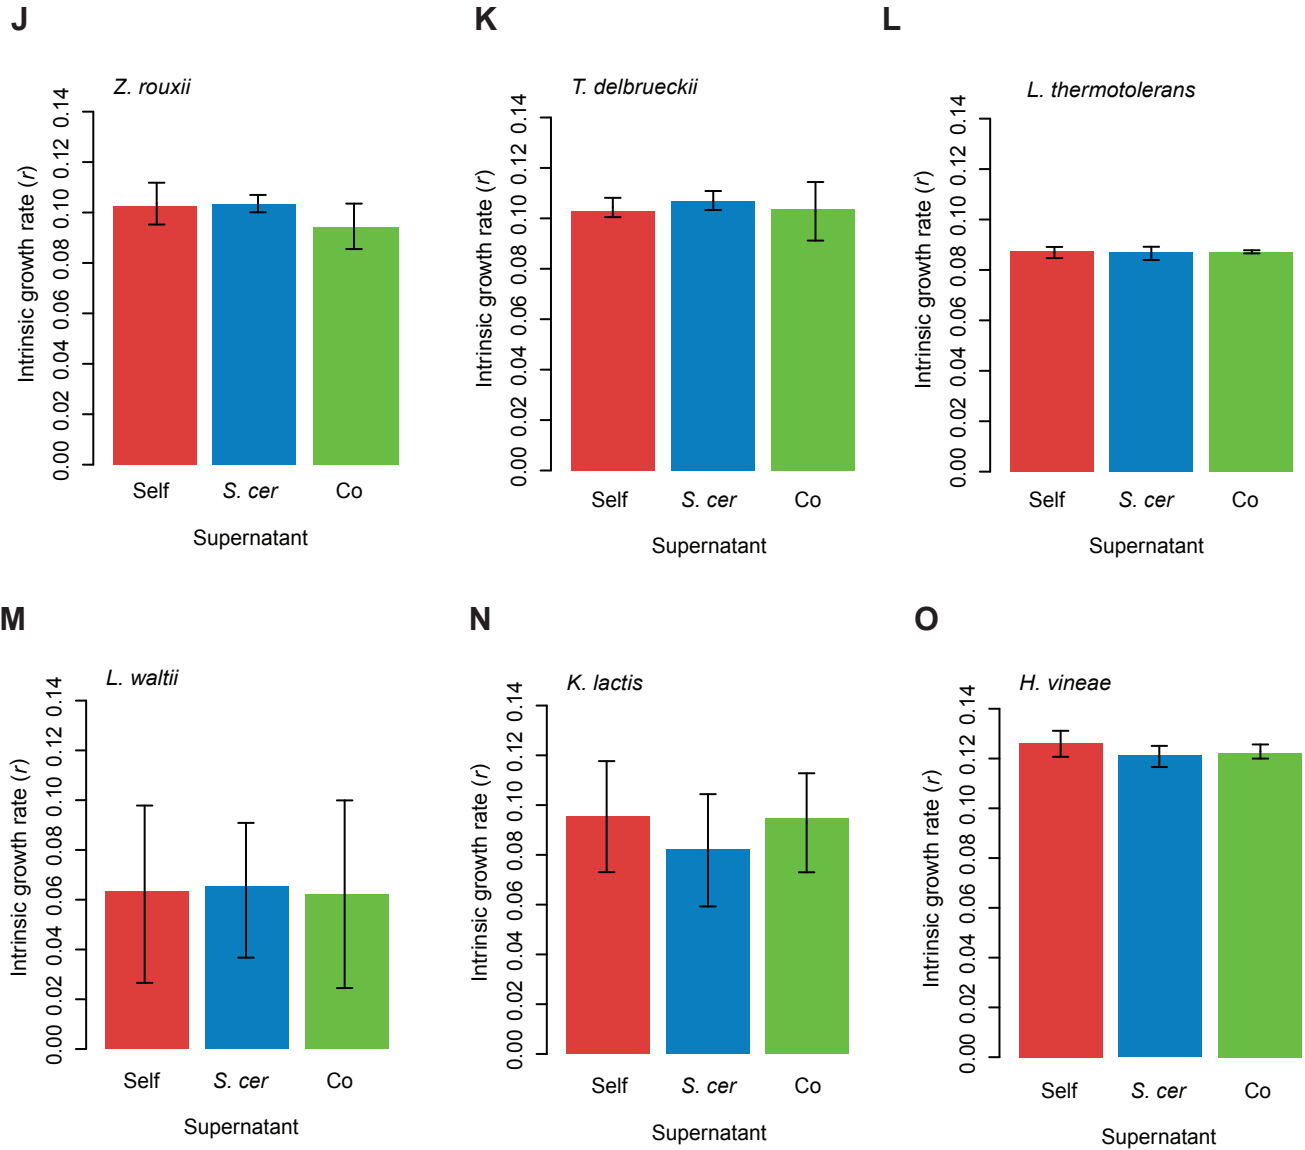 J
Z. rouxii
Intrinsic growth rate (r)
0.00 0.02 0.04 0.06 0.08 0.10 0.12 0.14
Self S. cer Co
Supernatant
K
T. delbrueckii
Intrinsic growth rate (r)
0.00 0.02 0.04 0.06 0.08 0.10 0.12 0.14
Self S. cer Co
Supernatant
L
L. thermotolerans
Intrinsic growth rate (r)
0.00 0.02 0.04 0.06 0.08 0.10 0.12 0.14
Self S. cer Co
Supernatant
M
L. waltii
Intrinsic growth rate (r)
0.00 0.02 0.04 0.06 0.08 0.10 0.12 0.14
Self S. cer Co
Supernatant
N
K. lactis
Intrinsic growth rate (r)
0.00 0.02 0.04 0.06 0.08 0.10 0.12 0.14
Self S. cer Co
Supernatant
O
H. vineae
Intrinsic growth rate (r)
0.00 0.02 0.04 0.06 0.08 0.10 0.12 0.14
Self S. cer Co
Supernatant